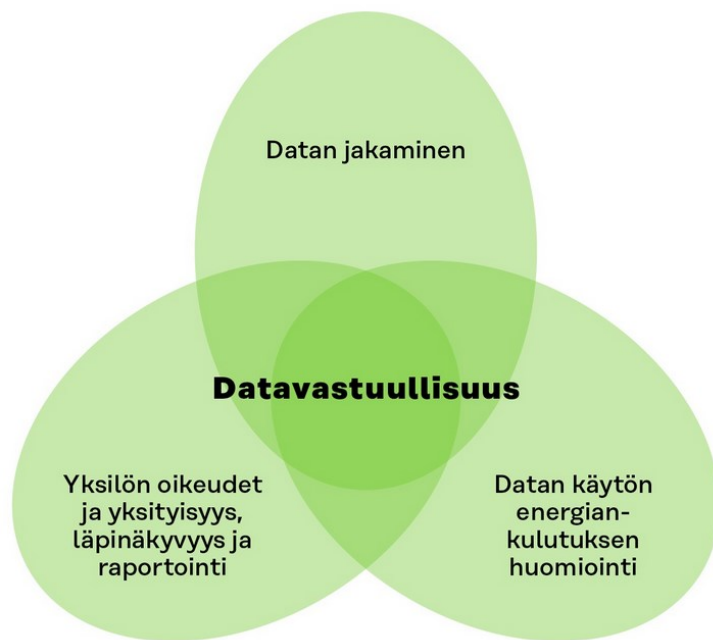 Datan jakaminen
Datavastuullisuus
Yksilön oikeudet
ja yksityisyys,
läpinäkyvyys ja
raportointi
Datan käytön
energian-
kulutuksen
huomiointi